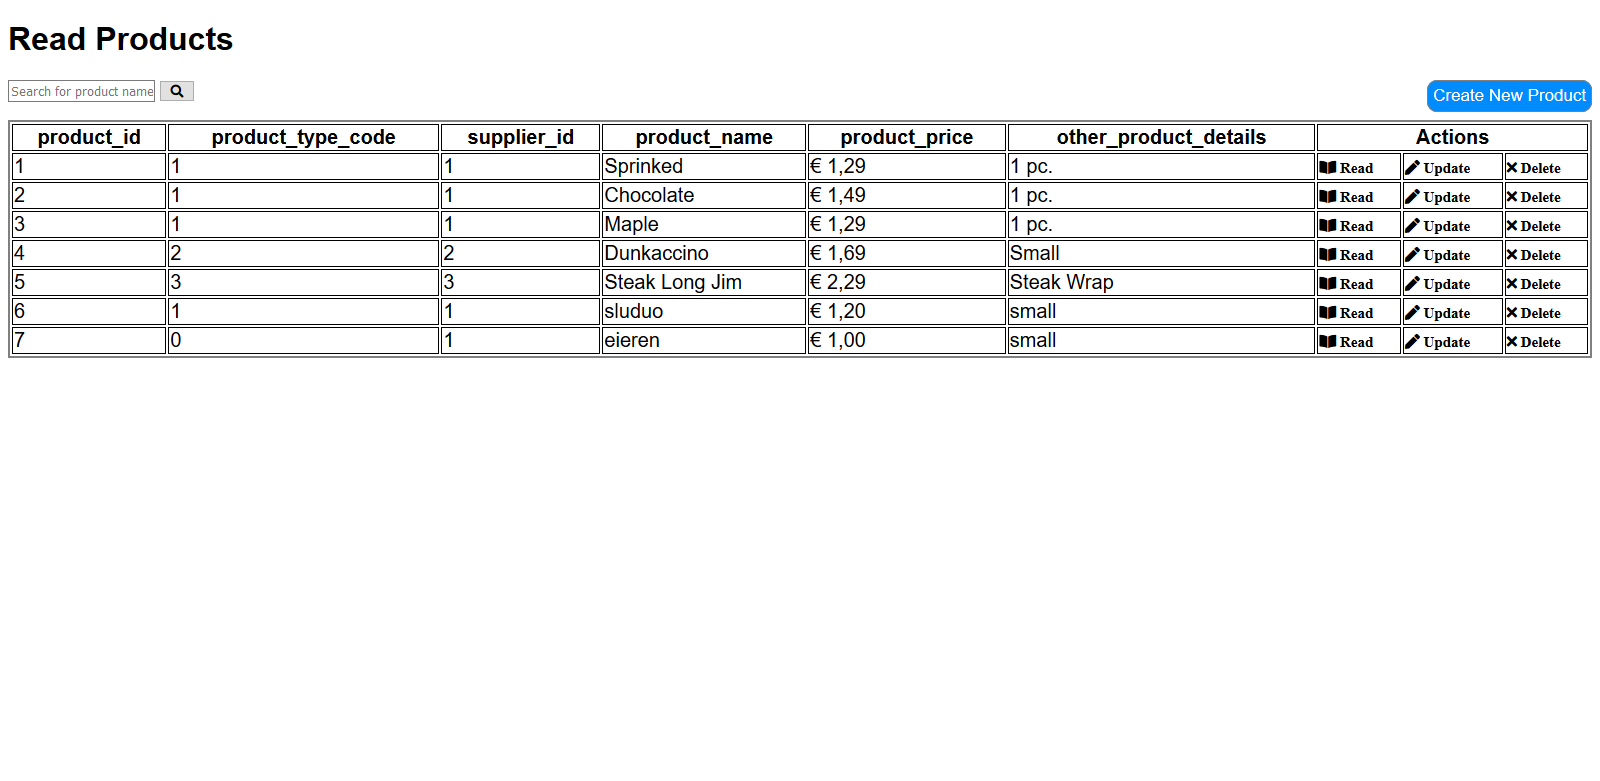 Read Products
Search for product name
Create New Product
product_id product_type_code supplier_id product_name product_price other_product_details Actions
1 1 1 Sprinked € 1,29 1 pc. Read Update Delete
2 1 1 Chocolate € 1,49 1 pc. Read Update Delete
3 1 1 Maple € 1,29 1 pc. Read Update Delete
4 2 2 Dunkaccino € 1,69 Small Read Update Delete
5 3 3 Steak Long Jim € 2,29 Steak Wrap Read Update Delete
6 1 1 sluduo € 1,20 small Read Update Delete
7 0 1 eieren € 1,00 small Read Update Delete